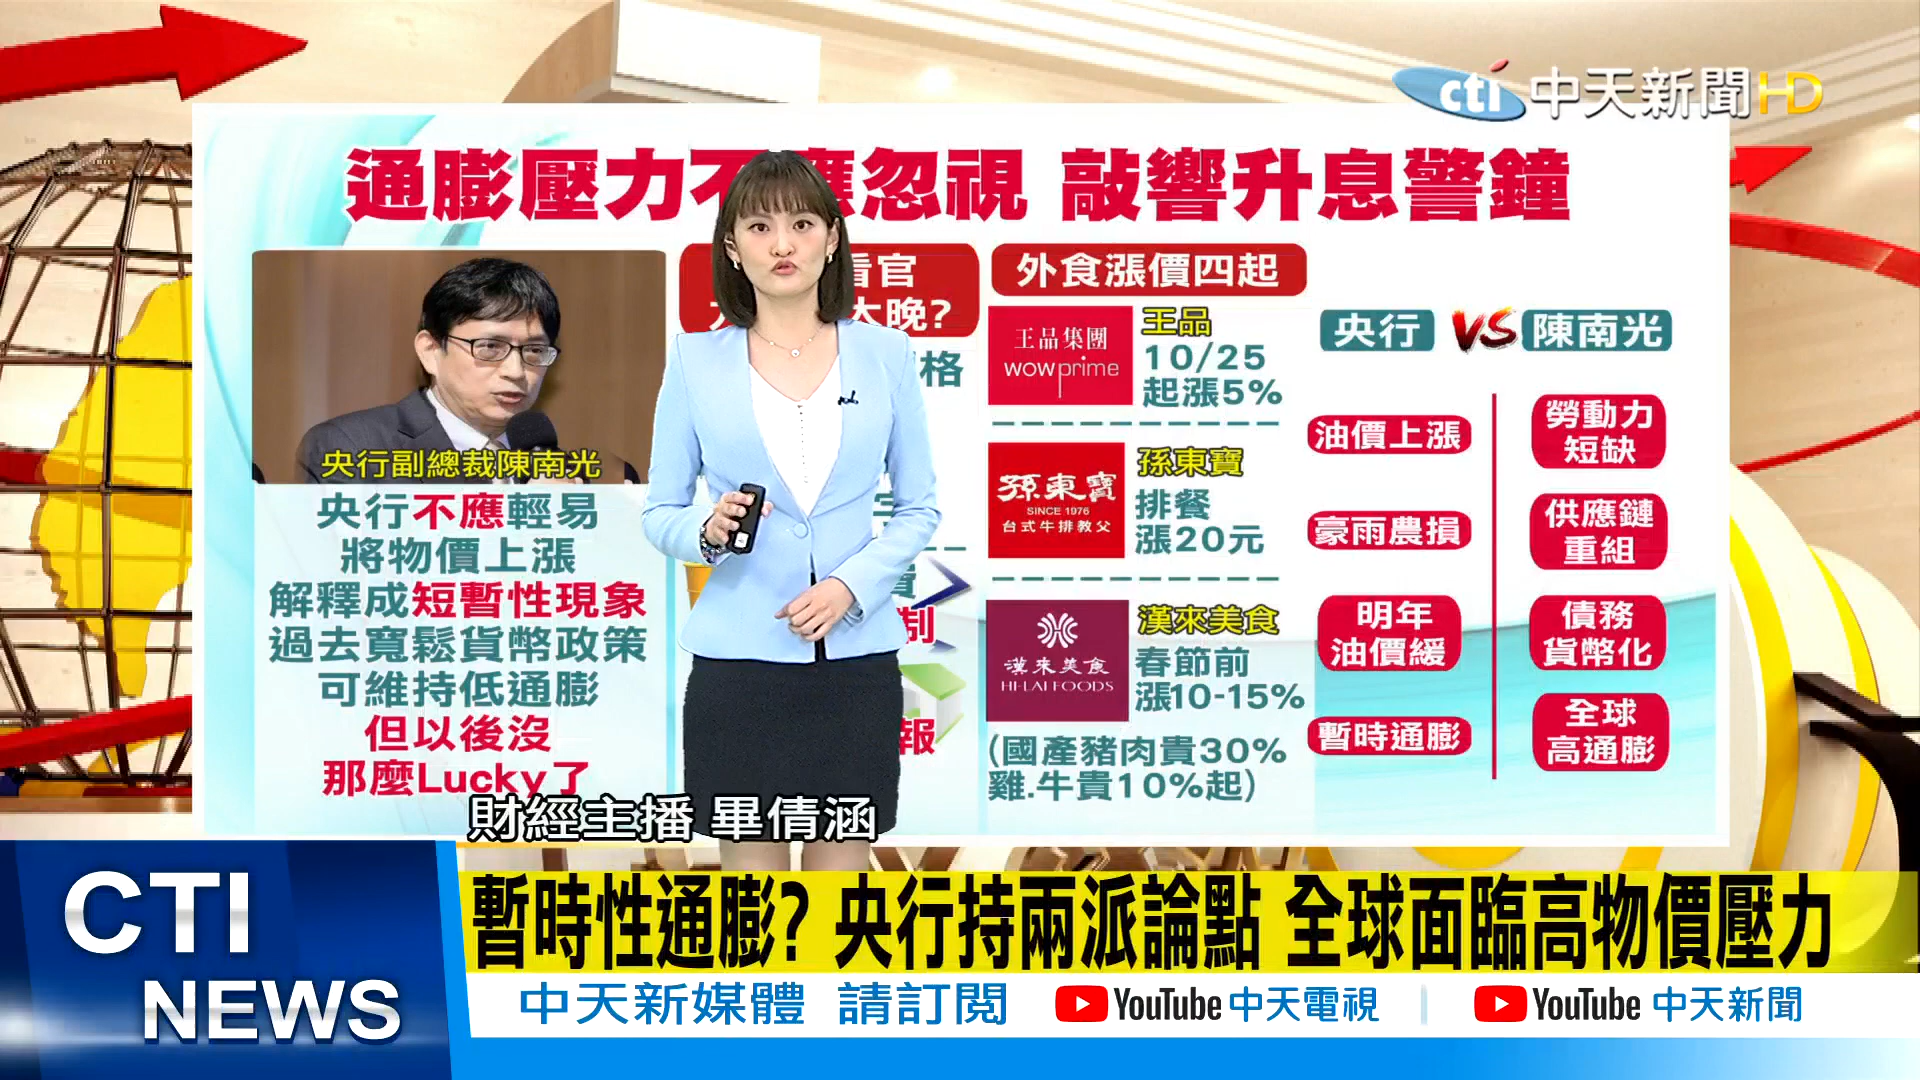 cti 中天新聞 HD
通膨壓力不應忽視 敲響升息警鐘
央行副總裁陳南光
央行不應輕易
將物價上漲
解釋成短暫性現象
過去寬鬆貨幣政策
可維持低通膨
但以後沒
那麼Lucky了
看官
太晚?
格
制
報
外食漲價四起
王品集團
wowprime
王品
10/25
起漲5%
孫東寶
SINCE 1976
台式牛排教父
孫東寶
排餐
漲20元
漢來美食
HI-LAI FOODS
漢來美食
春節前
漲10-15%
(國產豬肉貴30%
雞.牛貴10%起)
央行 VS 陳南光
油價上漲
豪雨農損
明年
油價緩
暫時通膨
勞動力
短缺
供應鏈
重組
債務
貨幣化
全球
高通膨
財經主播 畢倩涵
CTI
NEWS
暫時性通膨? 央行持兩派論點 全球面臨高物價壓力
中天新媒體 請訂閱 YouTube 中天電視 | YouTube 中天新聞